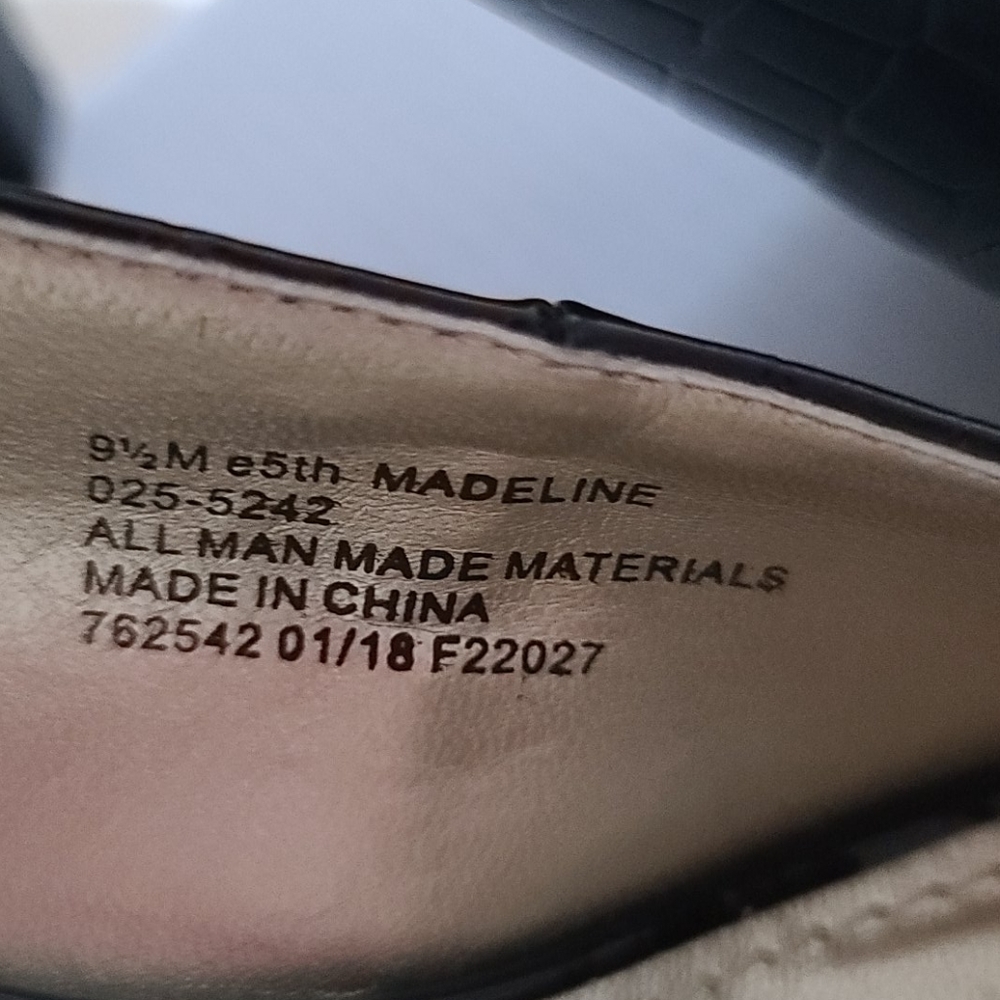 9½M e5th MADELINE
025-5242
ALL MAN MADE MATERIALS
MADE IN CHINA
762542 01/18 F22027